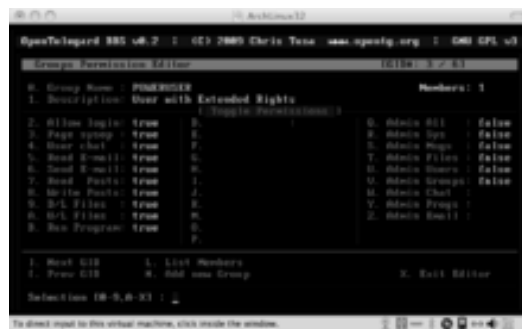 ArchLinux32
OpenTelegard BBS v0.2 : (C) 2009 Chris Tusa www.opentg.org : GNU GPL v3
Groups Permission Editor [GID#: 3 / 6]
0. Group Name : POWERUSER Members: 1
1. Description: User with Extended Rights
[ Toggle Permissions ]
2. Allow login: true D. Q. Admin All : false
3. Page sysop : true E. R. Admin Sys : false
4. User chat : true F. S. Admin Msgs : false
5. Read E-mail: true G. T. Admin Files : false
6. Send E-mail: true H. U. Admin Users : false
7. Read Posts: true I. V. Admin Groups: false
8. Write Posts: true J. W. Admin Chat :
9. D/L Files : true K. Y. Admin Progs :
A. U/L Files : true M. Z. Admin Email :
B. Run Program: true O.
P.
]. Next GID L. List Members
[. Prev GID N. Add new Group X. Exit Editor
Selection [0-9,A-X] : _
To direct input to this virtual machine, click inside the window.